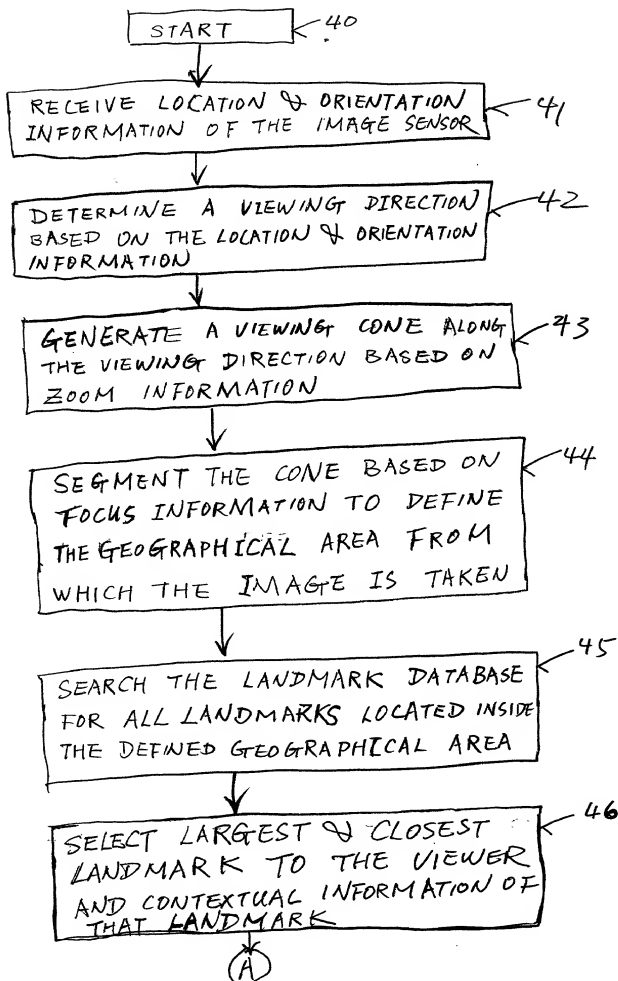 START
40
RECEIVE LOCATION & ORIENTATION
INFORMATION OF THE IMAGE SENSOR
41
DETERMINE A VIEWING DIRECTION
BASED ON THE LOCATION & ORIENTATION
INFORMATION
42
GENERATE A VIEWING CONE ALONG
THE VIEWING DIRECTION BASED ON
ZOOM INFORMATION
43
SEGMENT THE CONE BASED ON
FOCUS INFORMATION TO DEFINE
THE GEOGRAPHICAL AREA FROM
WHICH THE IMAGE IS TAKEN
44
SEARCH THE LANDMARK DATABASE
FOR ALL LANDMARKS LOCATED INSIDE
THE DEFINED GEOGRAPHICAL AREA
45
SELECT LARGEST & CLOSEST
LANDMARK TO THE VIEWER
AND CONTEXTUAL INFORMATION OF
THAT LANDMARK
46
A